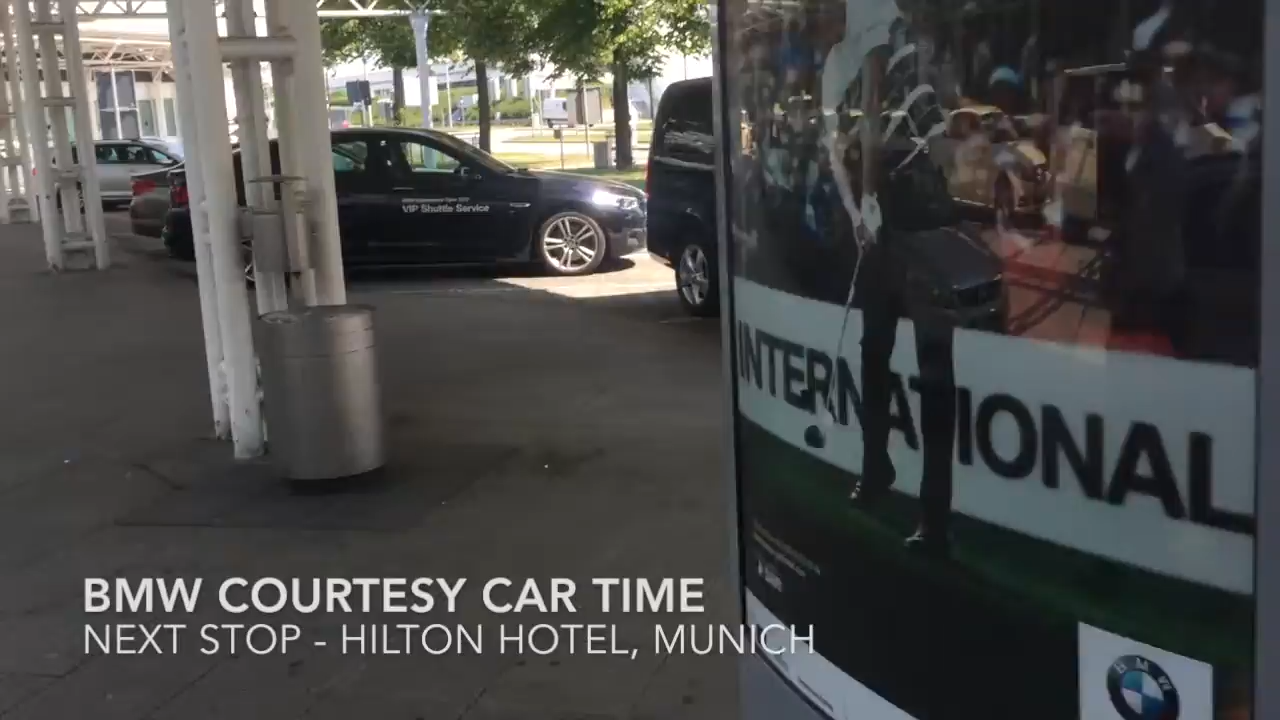 VIP Shuttle Service
INTERNATIONAL
BMW
BMW COURTESY CAR TIME
NEXT STOP - HILTON HOTEL, MUNICH